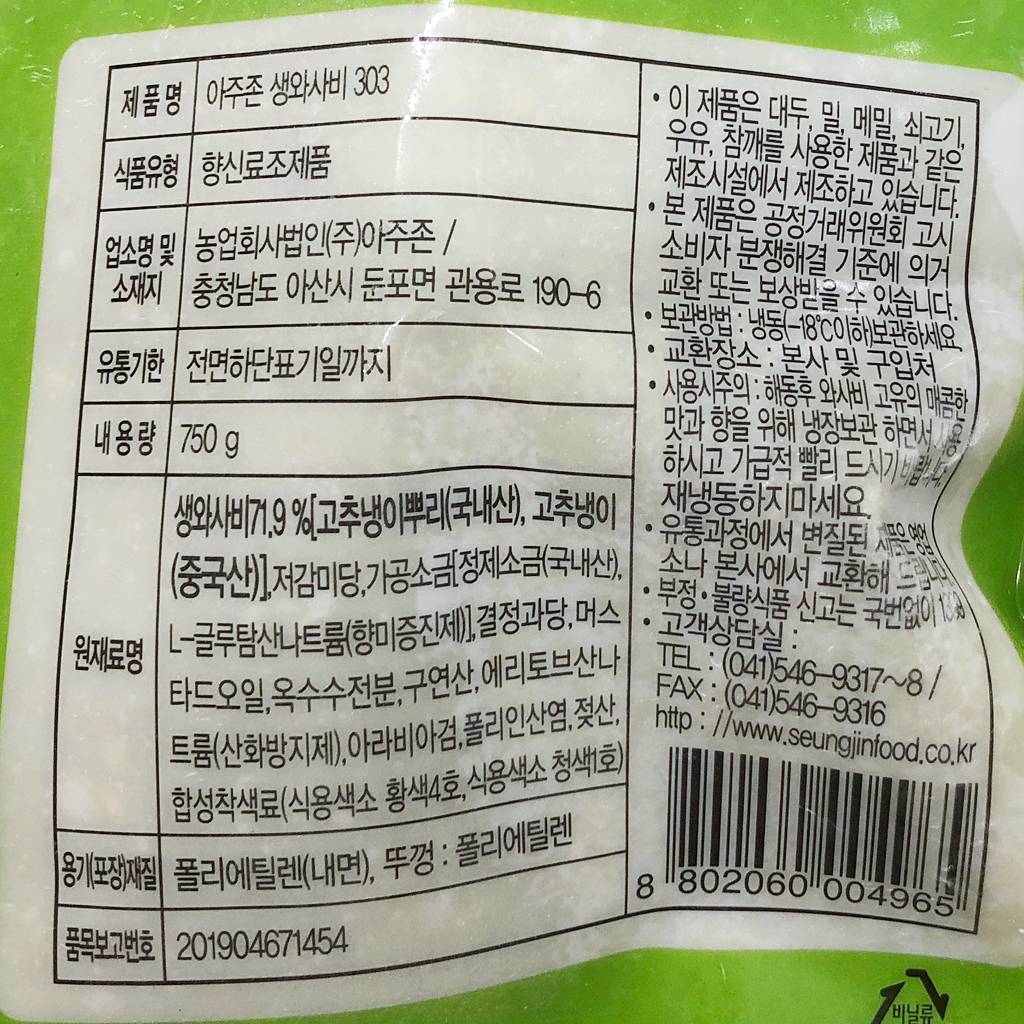 제품명 아주존 생와사비 303
식품유형 향신료조제품
업소명 및 소재지 농업회사법인(주)아주존 /
충청남도 아산시 둔포면 관용로 190-6
유통기한 전면하단표기일까지
내용량 750 g
원재료명
생와사비71.9 %[고추냉이뿌리(국내산), 고추냉이
(중국산)],저감미당,가공소금[정제소금(국내산),
L-글루탐산나트륨(향미증진제)],결정과당,머스
타드오일,옥수수전분,구연산,에리토브산나
트륨(산화방지제),아라비아검,폴리인산염,젖산,
합성착색료(식용색소 황색4호,식용색소 청색1호)
용기(포장)재질 폴리에틸렌(내면), 뚜껑 : 폴리에틸렌
품목보고번호 201904671454
• 이 제품은 대두, 밀, 메밀, 쇠고기,
우유, 참깨를 사용한 제품과 같은
제조시설에서 제조하고 있습니다.
• 본 제품은 공정거래위원회 고시
소비자 분쟁해결 기준에 의거
교환 또는 보상받을 수 있습니다.
• 보관방법 : 냉동(-18℃이하)보관하세요.
• 교환장소 : 본사 및 구입처
• 사용시주의 : 해동후 와사비 고유의 매콤한
맛과 향을 위해 냉장보관 하면서 사용
하시고 기급적 빨리 드시기 바랍니다.
재냉동하지마세요.
• 유통과정에서 변질된 제품은 영업
소나 본사에서 교환해 드립니다.
• 부정•불량식품 신고는 국번없이 1399
• 고객상담실 :
TEL : (041)546-9317~8 /
FAX : (041)546-9316
http : //www.seungjinfood.co.kr
8 802060 004965
비닐류